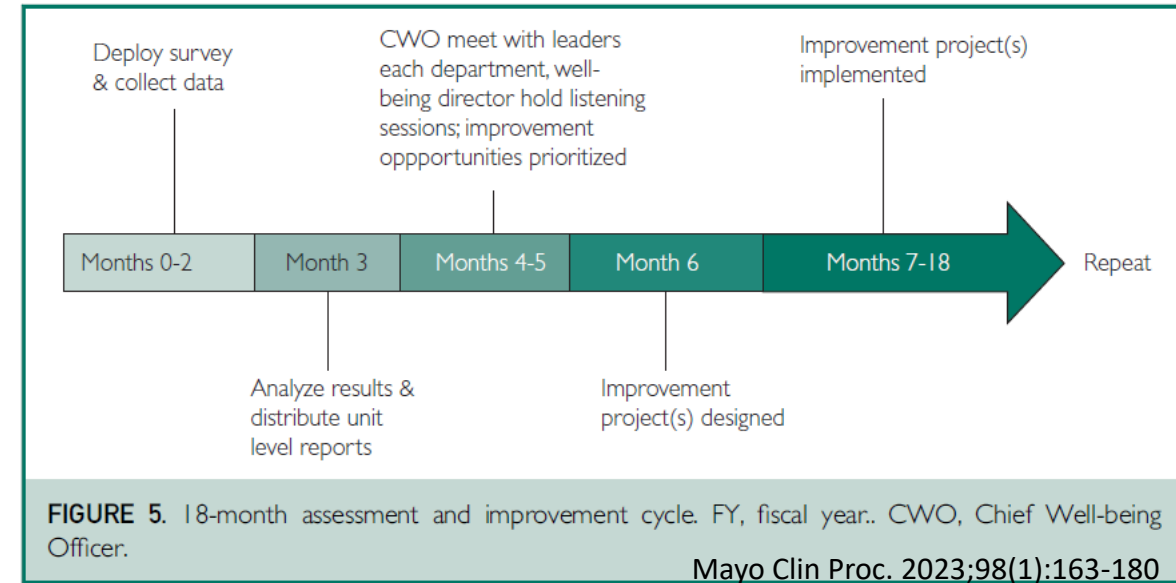 Deploy survey
& collect data
CWO meet with leaders
each department, well-
being director hold listening
sessions; improvement
oppportunities prioritized
Improvement project(s)
implemented
Months 0-2
Month 3
Months 4-5
Month 6
Months 7-18
Repeat
Analyze results &
distribute unit
level reports
Improvement
project(s) designed
FIGURE 5. 18-month assessment and improvement cycle. FY, fiscal year.. CWO, Chief Well-being
Officer.
Mayo Clin Proc. 2023;98(1):163-180